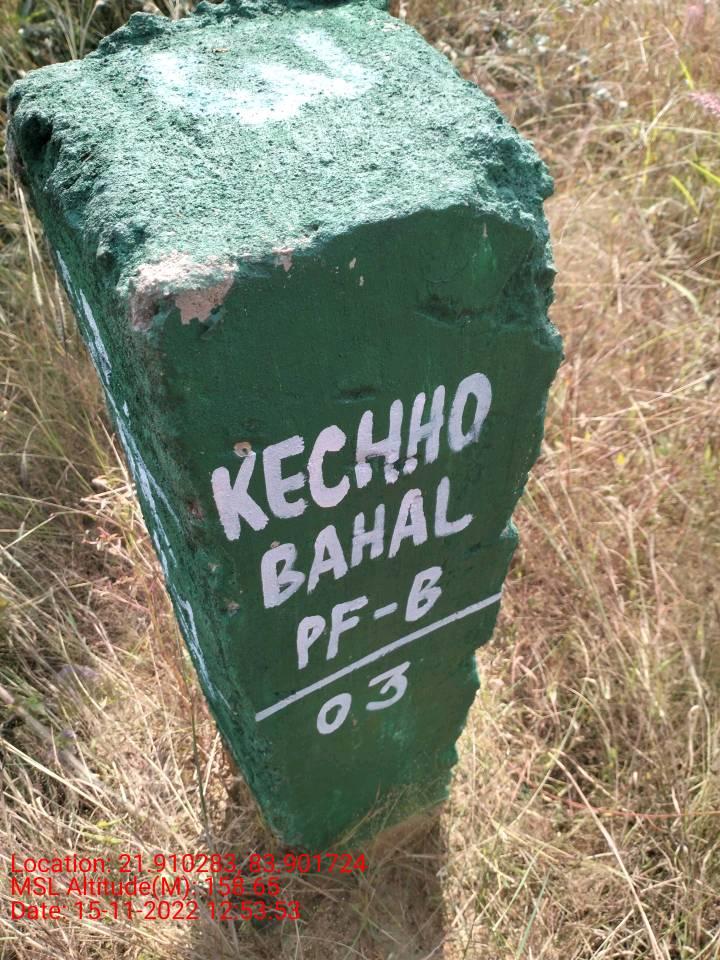 KECHHO
BAHAL
PF-B
03
Location: 21.910283, 83.901724
MSL Altitude(M): 158.65
Date: 15-11-2022 12:53:53